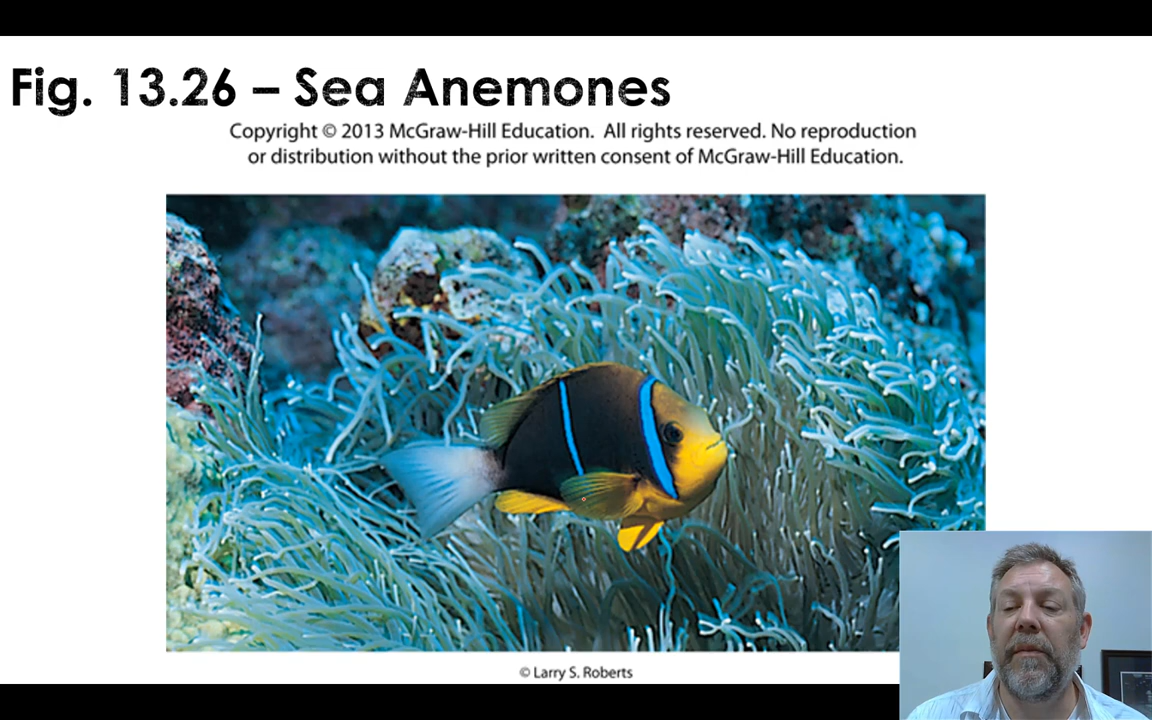 Fig. 13.26 – Sea Anemones
Copyright © 2013 McGraw-Hill Education. All rights reserved. No reproduction
or distribution without the prior written consent of McGraw-Hill Education.
© Larry S. Roberts